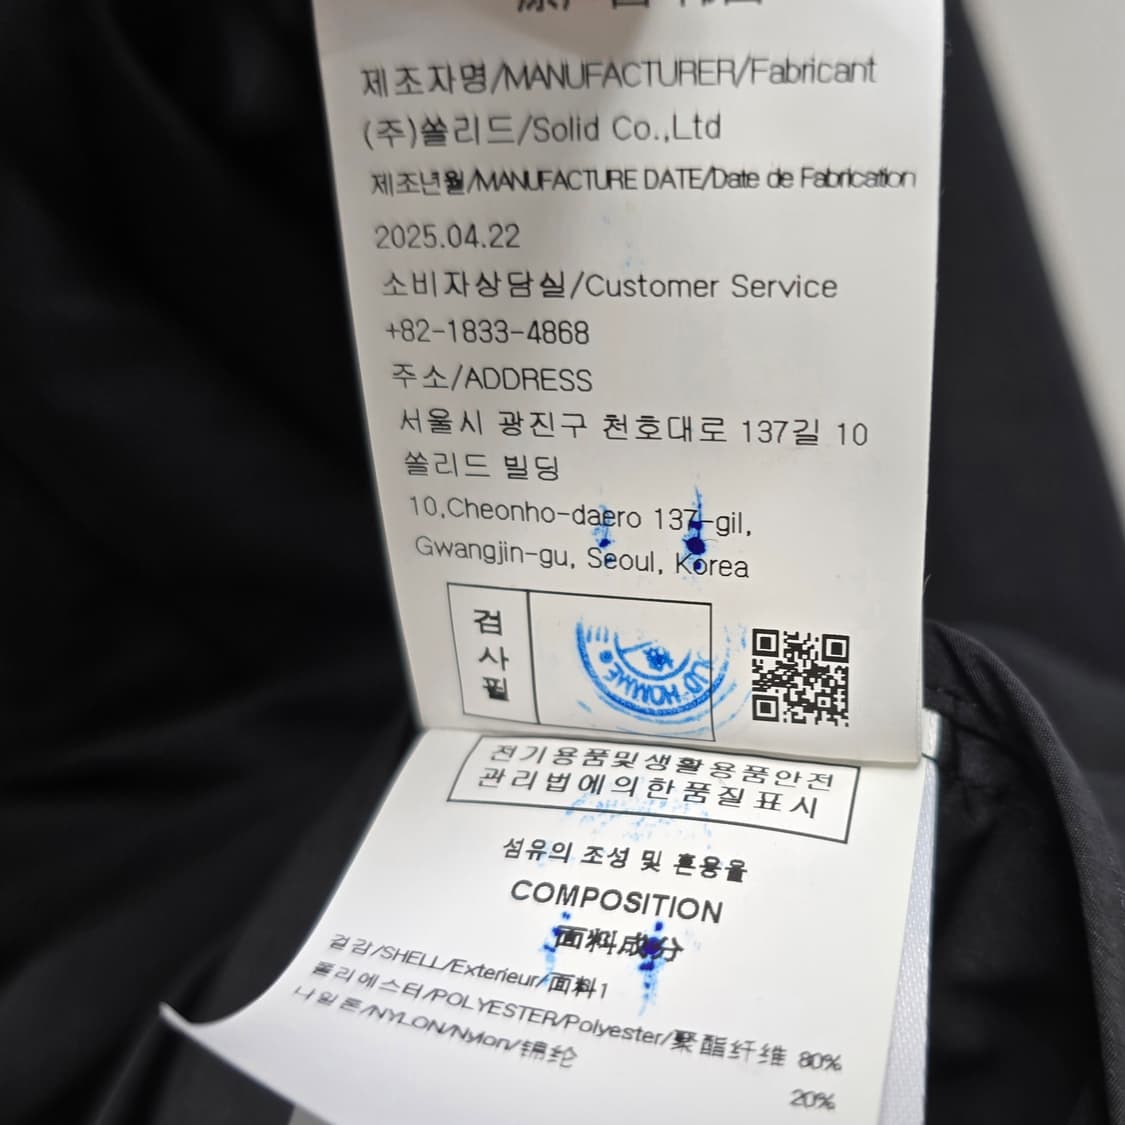 제조자명/MANUFACTURER/Fabricant
(주)쏠리드/Solid Co.,Ltd
제조년월/MANUFACTURE DATE/Date de Fabrication
2025.04.22
소비자상담실/Customer Service
+82-1833-4868
주소/ADDRESS
서울시 광진구 천호대로 137길 10
쏠리드 빌딩
10,Cheonho-daero 137-gil,
Gwangjin-gu, Seoul, Korea
검사필
HOMME
전기용품및생활용품안전
관리법에의한품질표시
섬유의 조성 및 혼용율
COMPOSITION
面料成分
겉감/SHELL/Exterieur/面料1
폴리에스터/POLYESTER/Polyester/聚酯纤维 80%
나일론/NYLON/Nylon/锦纶 20%